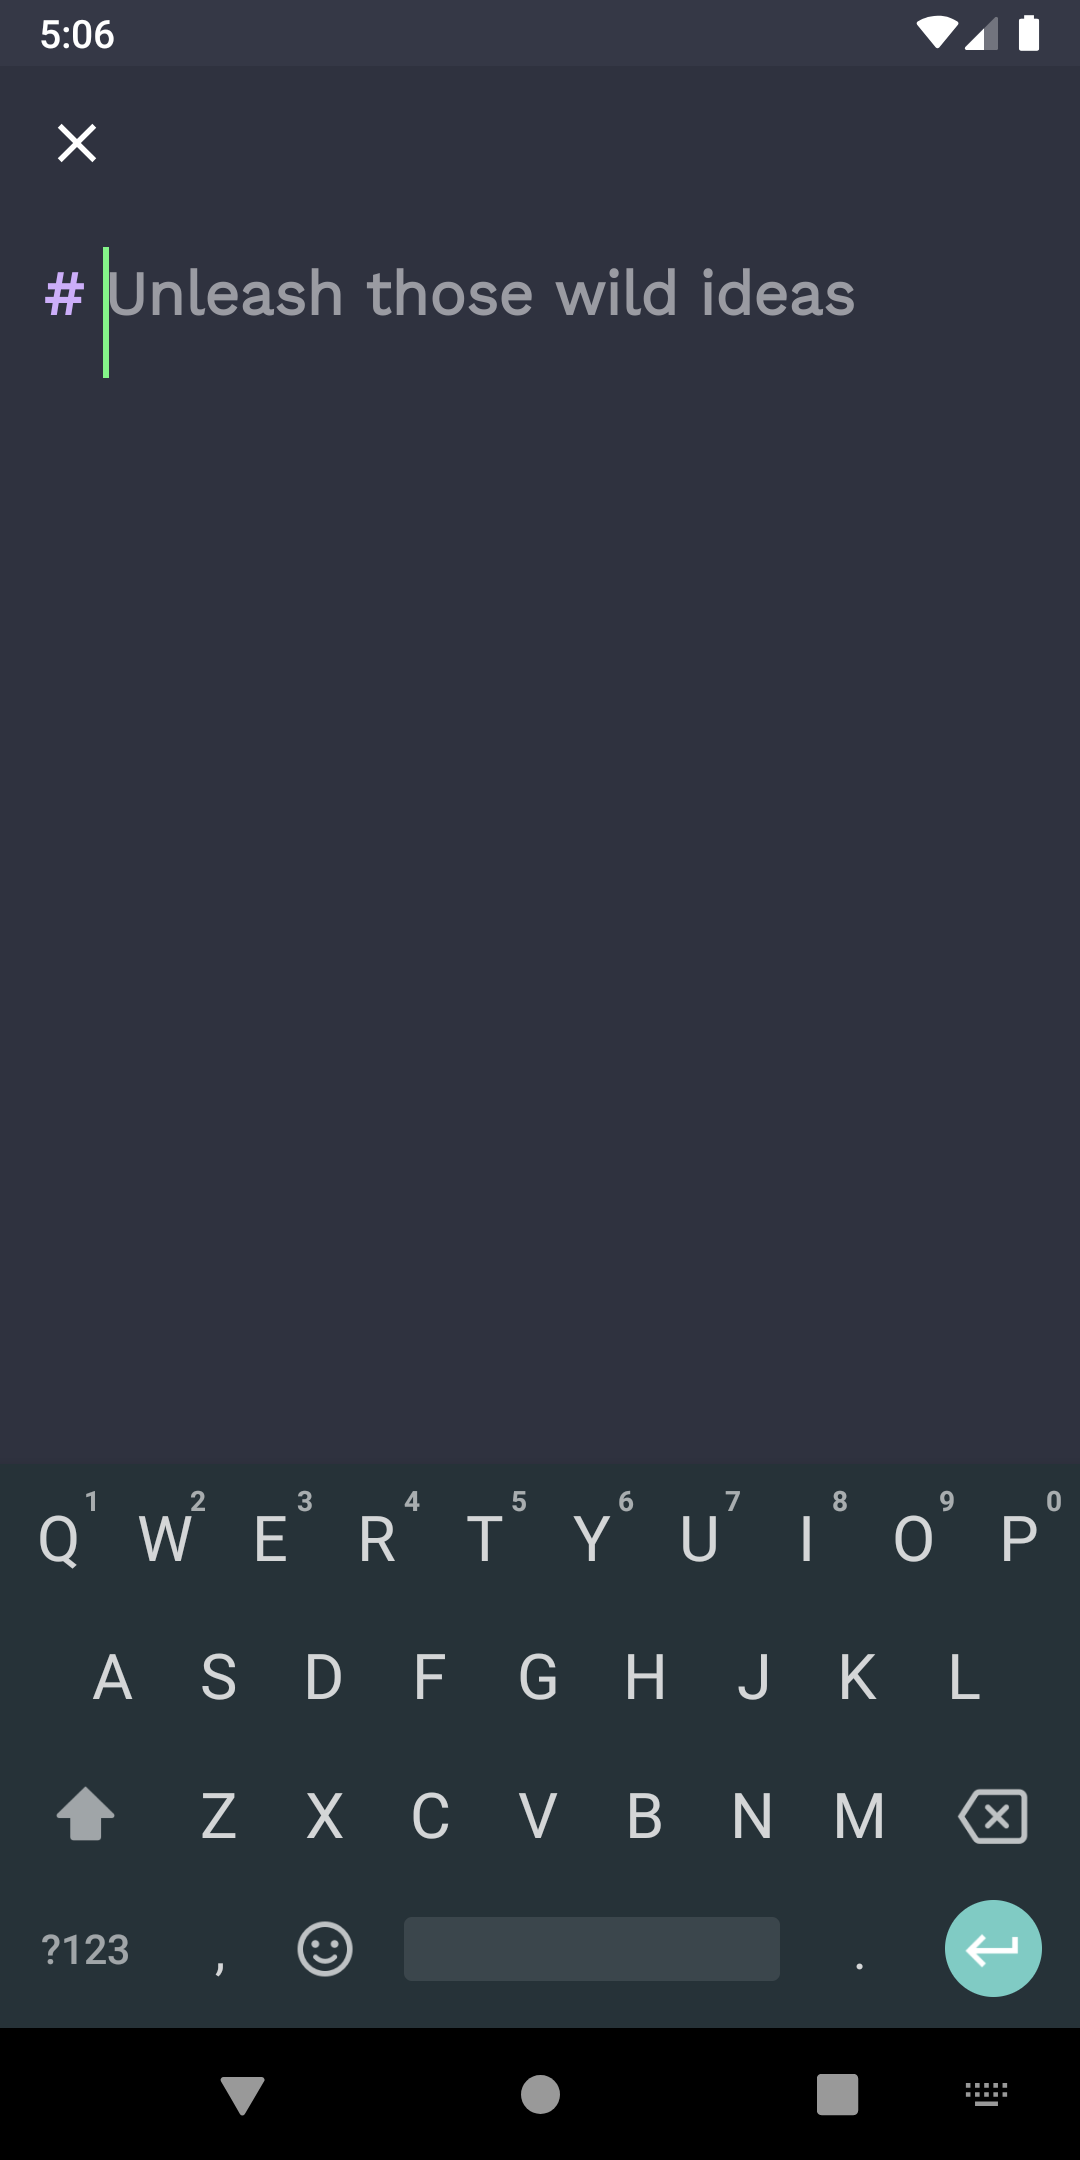 5:06
# Unleash those wild ideas
1 2 3 4 5 6 7 8 9 0
Q W E R T Y U I O P
A S D F G H J K L
Z X C V B N M
?123 , .